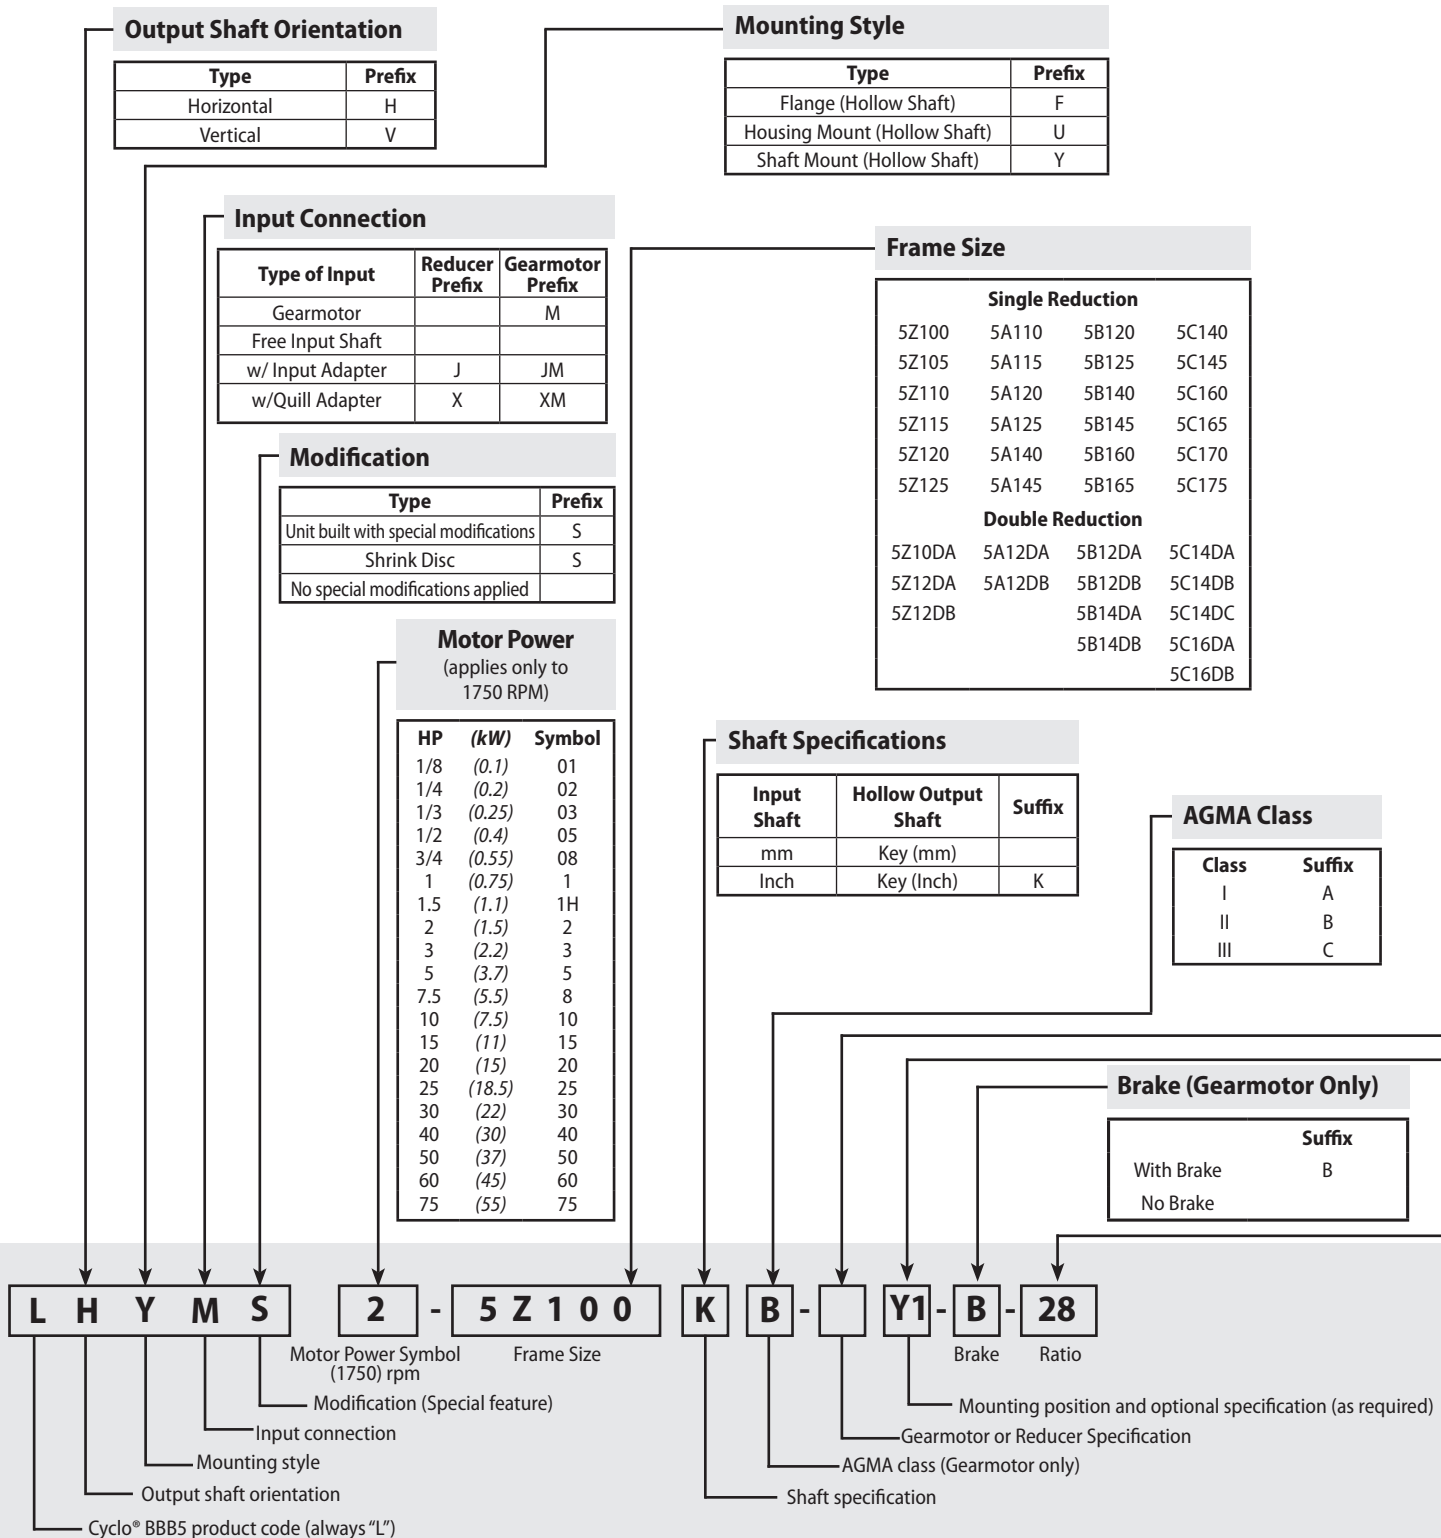 Output Shaft Orientation
Type Prefix
Horizontal H
Vertical V
Mounting Style
Type Prefix
Flange (Hollow Shaft) F
Housing Mount (Hollow Shaft) U
Shaft Mount (Hollow Shaft) Y
Input Connection
Type of Input Reducer Prefix Gearmotor Prefix
Gearmotor M
Free Input Shaft
w/ Input Adapter J JM
w/Quill Adapter X XM
Frame Size
Single Reduction
5Z100 5A110 5B120 5C140
5Z105 5A115 5B125 5C145
5Z110 5A120 5B140 5C160
5Z115 5A125 5B145 5C165
5Z120 5A140 5B160 5C170
5Z125 5A145 5B165 5C175
Double Reduction
5Z10DA 5A12DA 5B12DA 5C14DA
5Z12DA 5A12DB 5B12DB 5C14DB
5Z12DB 5B14DA 5C14DC
5B14DB 5C16DA
5C16DB
Modification
Type Prefix
Unit built with special modifications S
Shrink Disc S
No special modifications applied
Motor Power
(applies only to
1750 RPM)
HP (kW) Symbol
1/8 (0.1) 01
1/4 (0.2) 02
1/3 (0.25) 03
1/2 (0.4) 05
3/4 (0.55) 08
1 (0.75) 1
1.5 (1.1) 1H
2 (1.5) 2
3 (2.2) 3
5 (3.7) 5
7.5 (5.5) 8
10 (7.5) 10
15 (11) 15
20 (15) 20
25 (18.5) 25
30 (22) 30
40 (30) 40
50 (37) 50
60 (45) 60
75 (55) 75
Shaft Specifications
Input Shaft Hollow Output Shaft Suffix
mm Key (mm)
Inch Key (Inch) K
AGMA Class
Class Suffix
I A
II B
III C
Brake (Gearmotor Only)
Suffix
With Brake B
No Brake
L H Y M S 2 - 5 Z 1 0 0 K B - Y1 - B - 28
Motor Power Symbol
(1750) rpm
Frame Size
Brake
Ratio
Modification (Special feature)
Input connection
Mounting style
Output shaft orientation
Cyclo® BBB5 product code (always “L”)
Mounting position and optional specification (as required)
Gearmotor or Reducer Specification
AGMA class (Gearmotor only)
Shaft specification